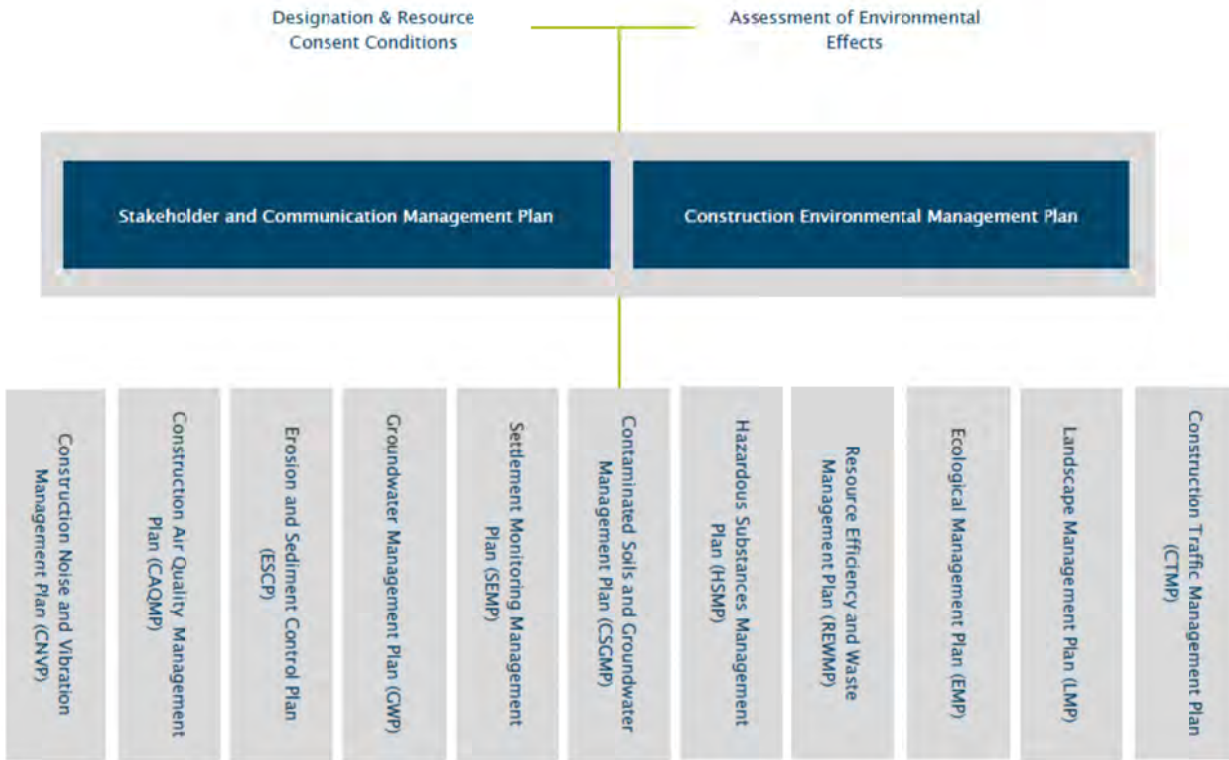 Designation & Resource
Consent Conditions
Assessment of Environmental
Effects
Stakeholder and Communication Management Plan
Construction Environmental Management Plan
Construction Noise and Vibration
Management Plan (CNVP)
Construction Air Quality Management
Plan (CAQMP)
Erosion and Sediment Control Plan
(ESCP)
Groundwater Management Plan (GWP)
Settlement Monitoring Management
Plan (SEMP)
Contaminated Soils and Groundwater
Management Plan (CSGMP)
Hazardous Substances Management
Plan (HSMP)
Resource Efficiency and Waste
Management Plan (REWMP)
Ecological Management Plan (EMP)
Landscape Management Plan (LMP)
Construction Traffic Management Plan
(CTMP)